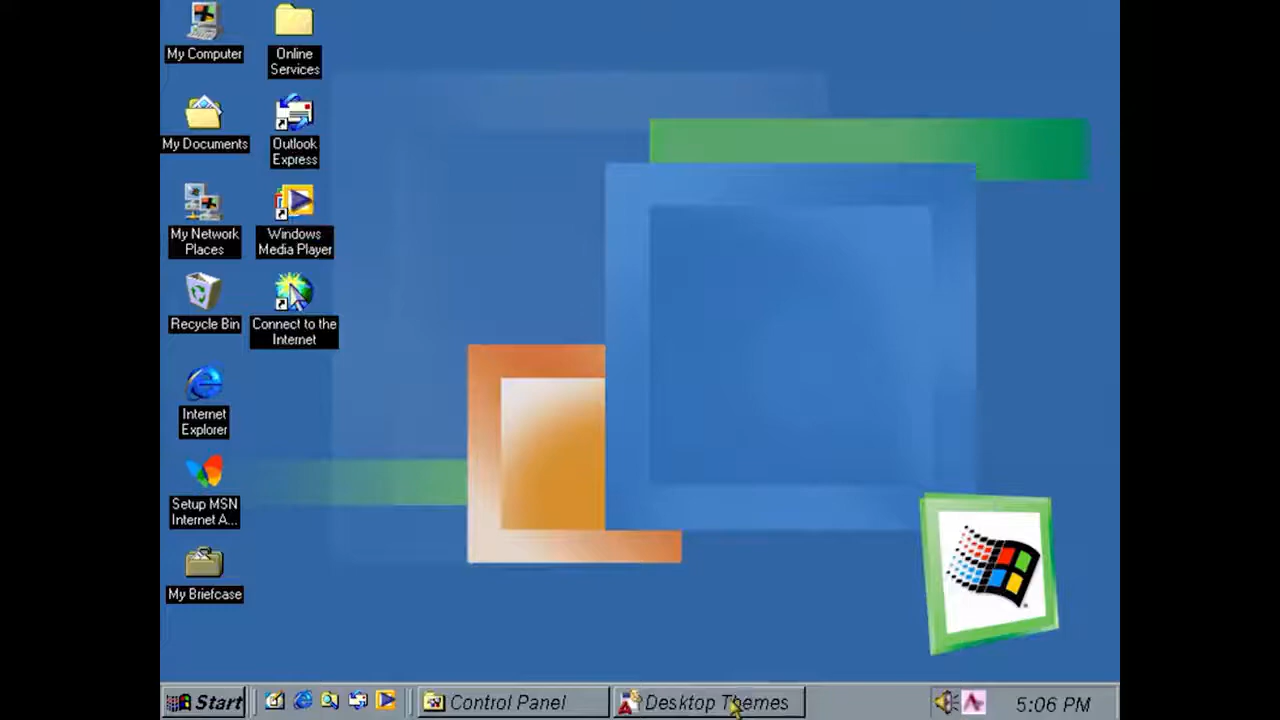 My Computer
Online
Services
My Documents
Outlook
Express
My Network
Places
Windows
Media Player
Recycle Bin
Connect to the
Internet
Internet
Explorer
Setup MSN
Internet A...
My Briefcase
Start
Control Panel
Desktop Themes
5:06 PM